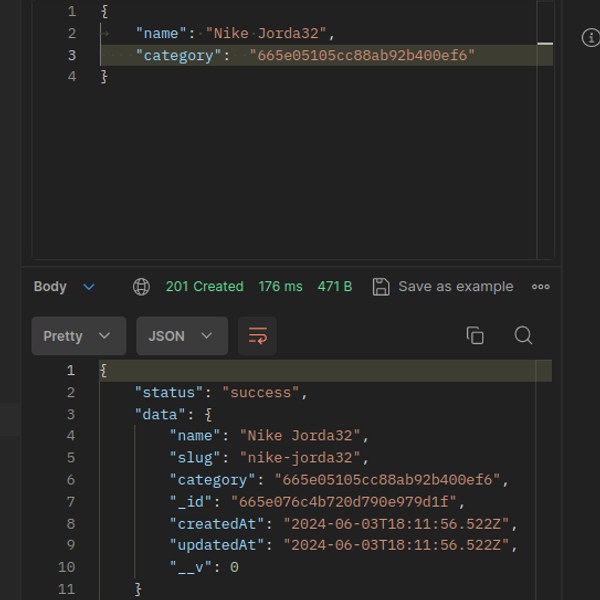 1 {
2 "name": "Nike Jorda32",
3 "category": "665e05105cc88ab92b400ef6"
4 }
Body 201 Created 176 ms 471 B Save as example
Pretty JSON
1 {
2 "status": "success",
3 "data": {
4 "name": "Nike Jorda32",
5 "slug": "nike-jorda32",
6 "category": "665e05105cc88ab92b400ef6",
7 "_id": "665e076c4b720d790e979d1f",
8 "createdAt": "2024-06-03T18:11:56.522Z",
9 "updatedAt": "2024-06-03T18:11:56.522Z",
10 "__v": 0
11 }